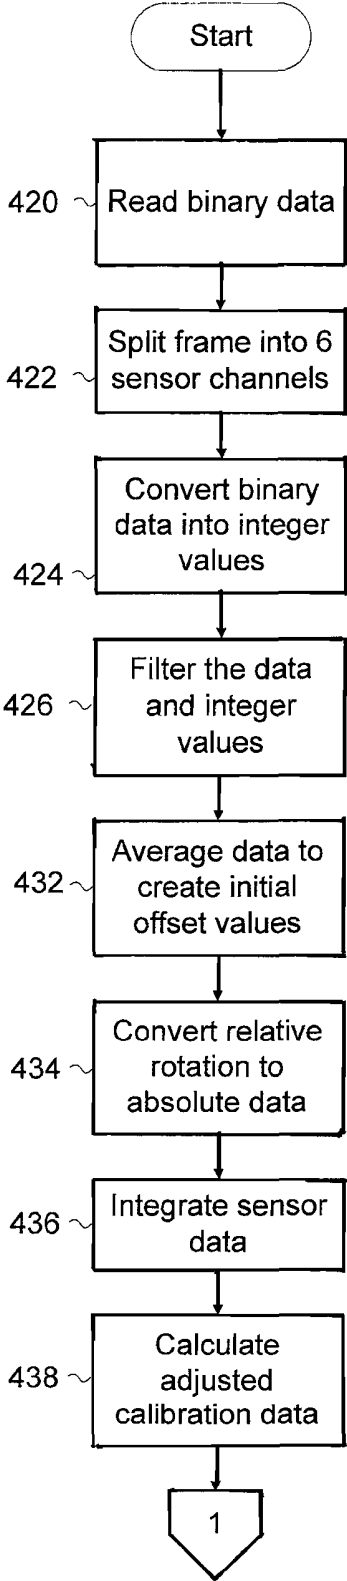 Start
420 Read binary data
Split frame into 6
422 sensor channels
Convert binary
data into integer
values
424
Filter the data
426 and integer
values
Average data to
432 create initial
offset values
Convert relative
434 rotation to
absolute data
Integrate sensor
436 data
Calculate
438 adjusted
calibration data
1